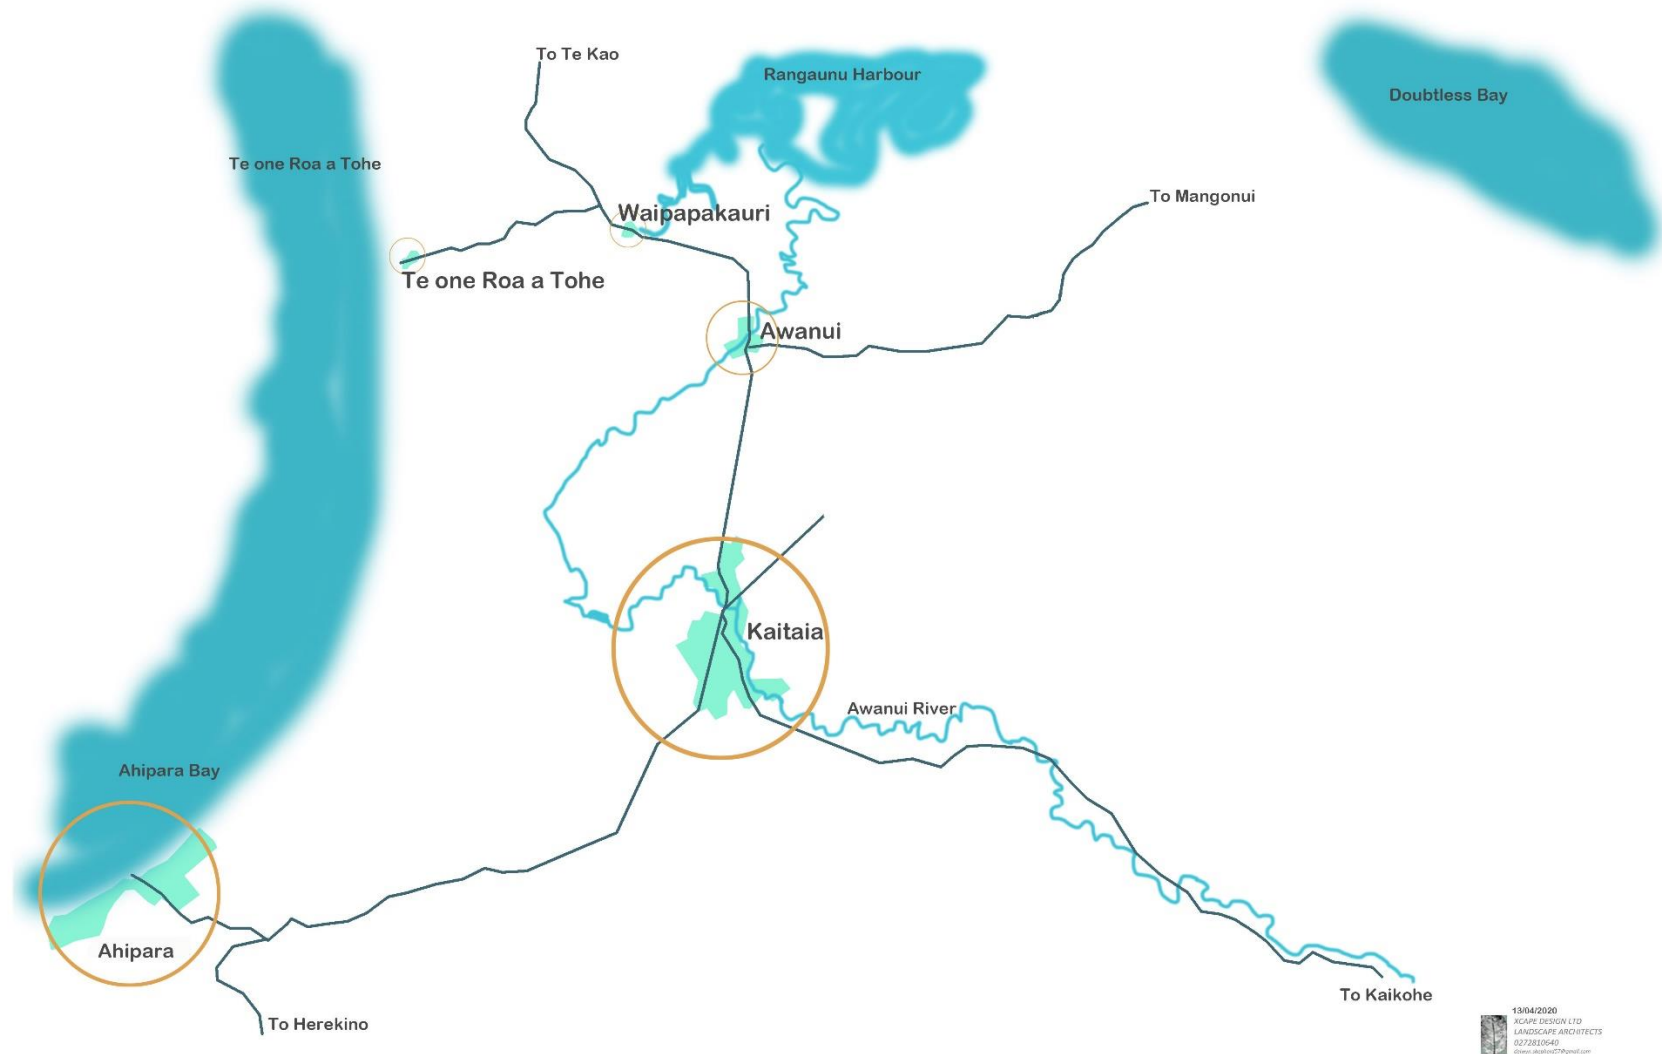 To Te Kao
Rangaunu Harbour
Doubtless Bay
Te one Roa a Tohe
To Mangonui
Waipapakauri
Te one Roa a Tohe
Awanui
Kaitaia
Awanui River
Ahipara Bay
Ahipara
To Kaikohe
To Herekino
13/04/2020
XCAPE DESIGN LTD
LANDSCAPE ARCHITECTS
0272810640